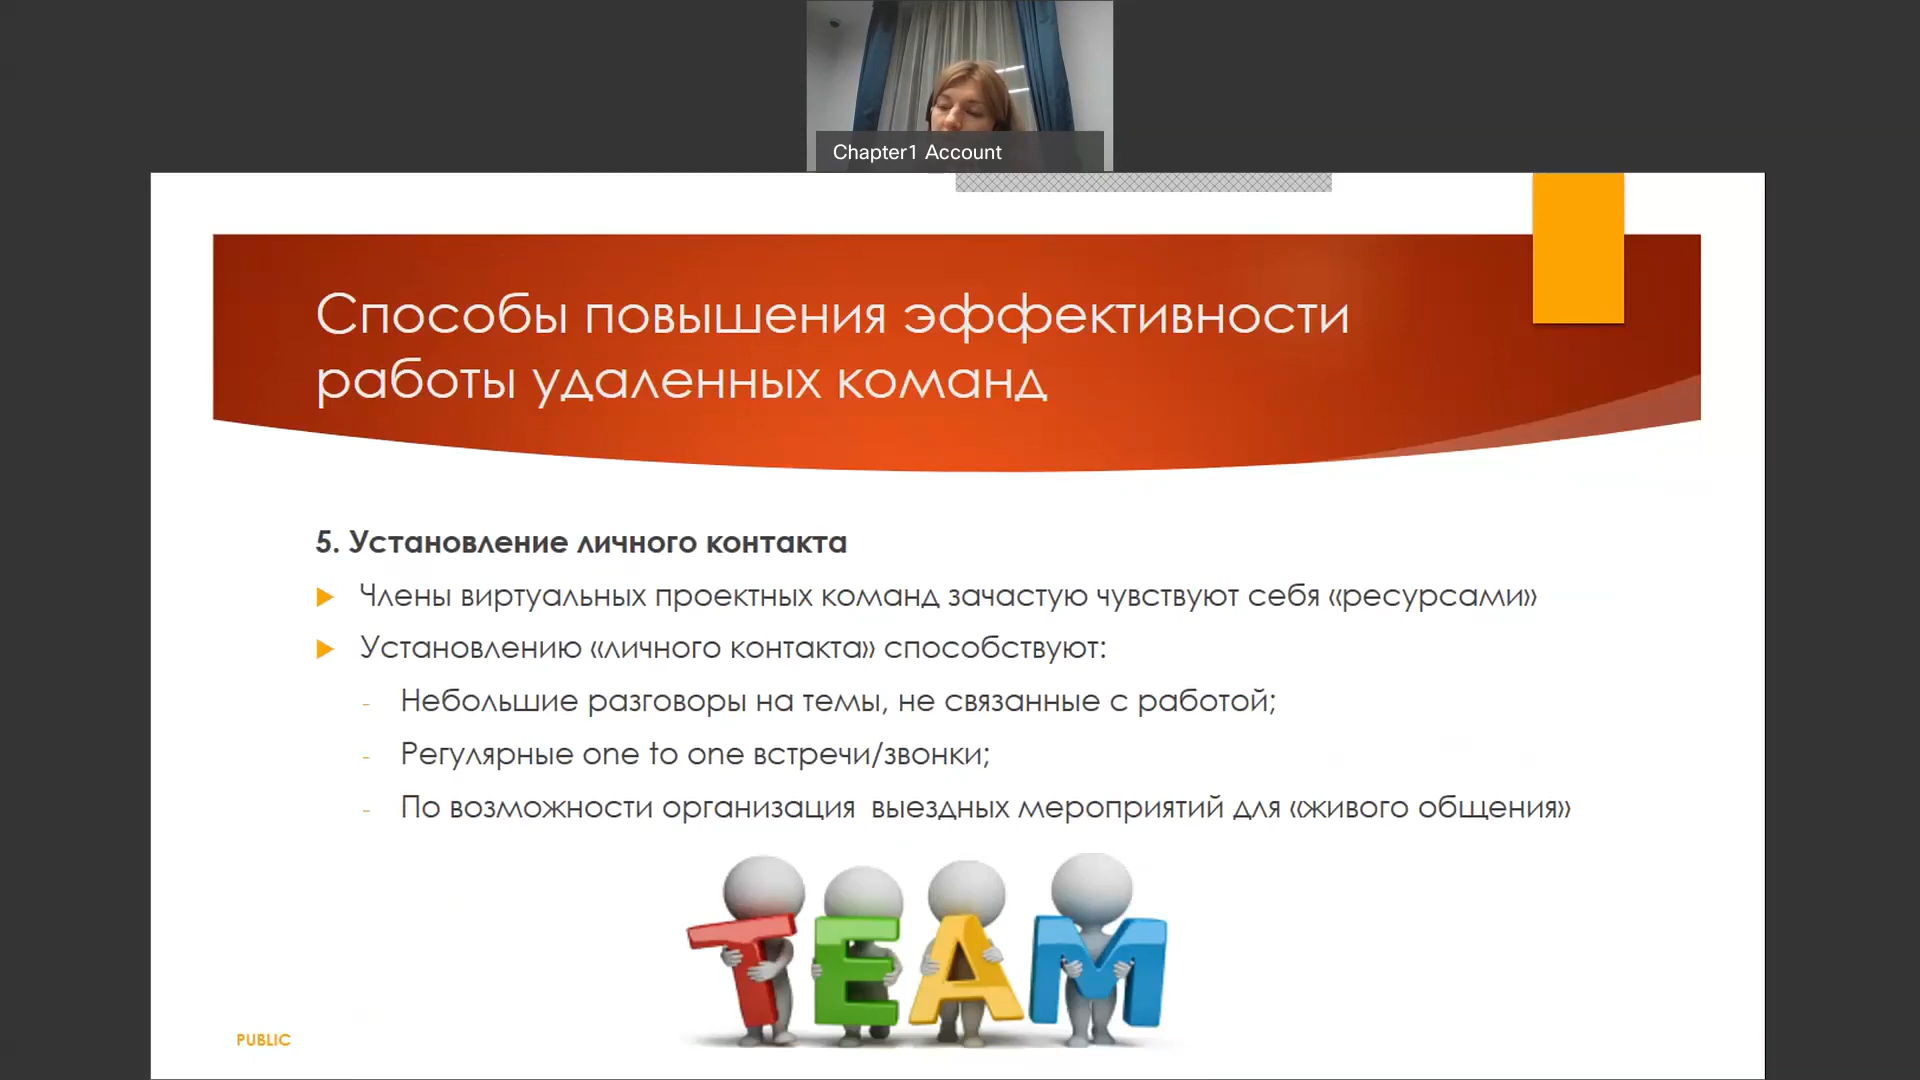 Chapter1 Account
Способы повышения эффективности
работы удаленных команд
5. Установление личного контакта
Члены виртуальных проектных команд зачастую чувствуют себя «ресурсами»
Установлению «личного контакта» способствуют:
- Небольшие разговоры на темы, не связанные с работой;
- Регулярные one to one встречи/звонки;
- По возможности организация выездных мероприятий для «живого общения»
TEAM
PUBLIC